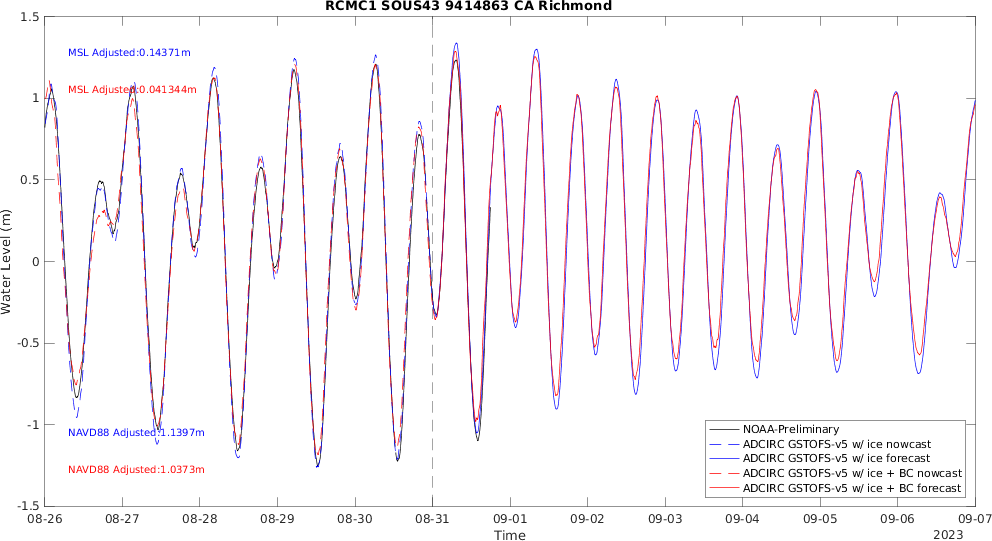 RCMC1 SOUS43 9414863 CA Richmond
1.5
1
0.5
0
-0.5
-1
-1.5
Water Level (m)
MSL Adjusted:0.14371m
MSL Adjusted:0.041344m
NAVD88 Adjusted:1.1397m
NAVD88 Adjusted:1.0373m
NOAA-Preliminary
ADCIRC GSTOFS-v5 w/ ice nowcast
ADCIRC GSTOFS-v5 w/ ice forecast
ADCIRC GSTOFS-v5 w/ ice + BC nowcast
ADCIRC GSTOFS-v5 w/ ice + BC forecast
08-26 08-27 08-28 08-29 08-30 08-31 09-01 09-02 09-03 09-04 09-05 09-06 09-07
Time
2023